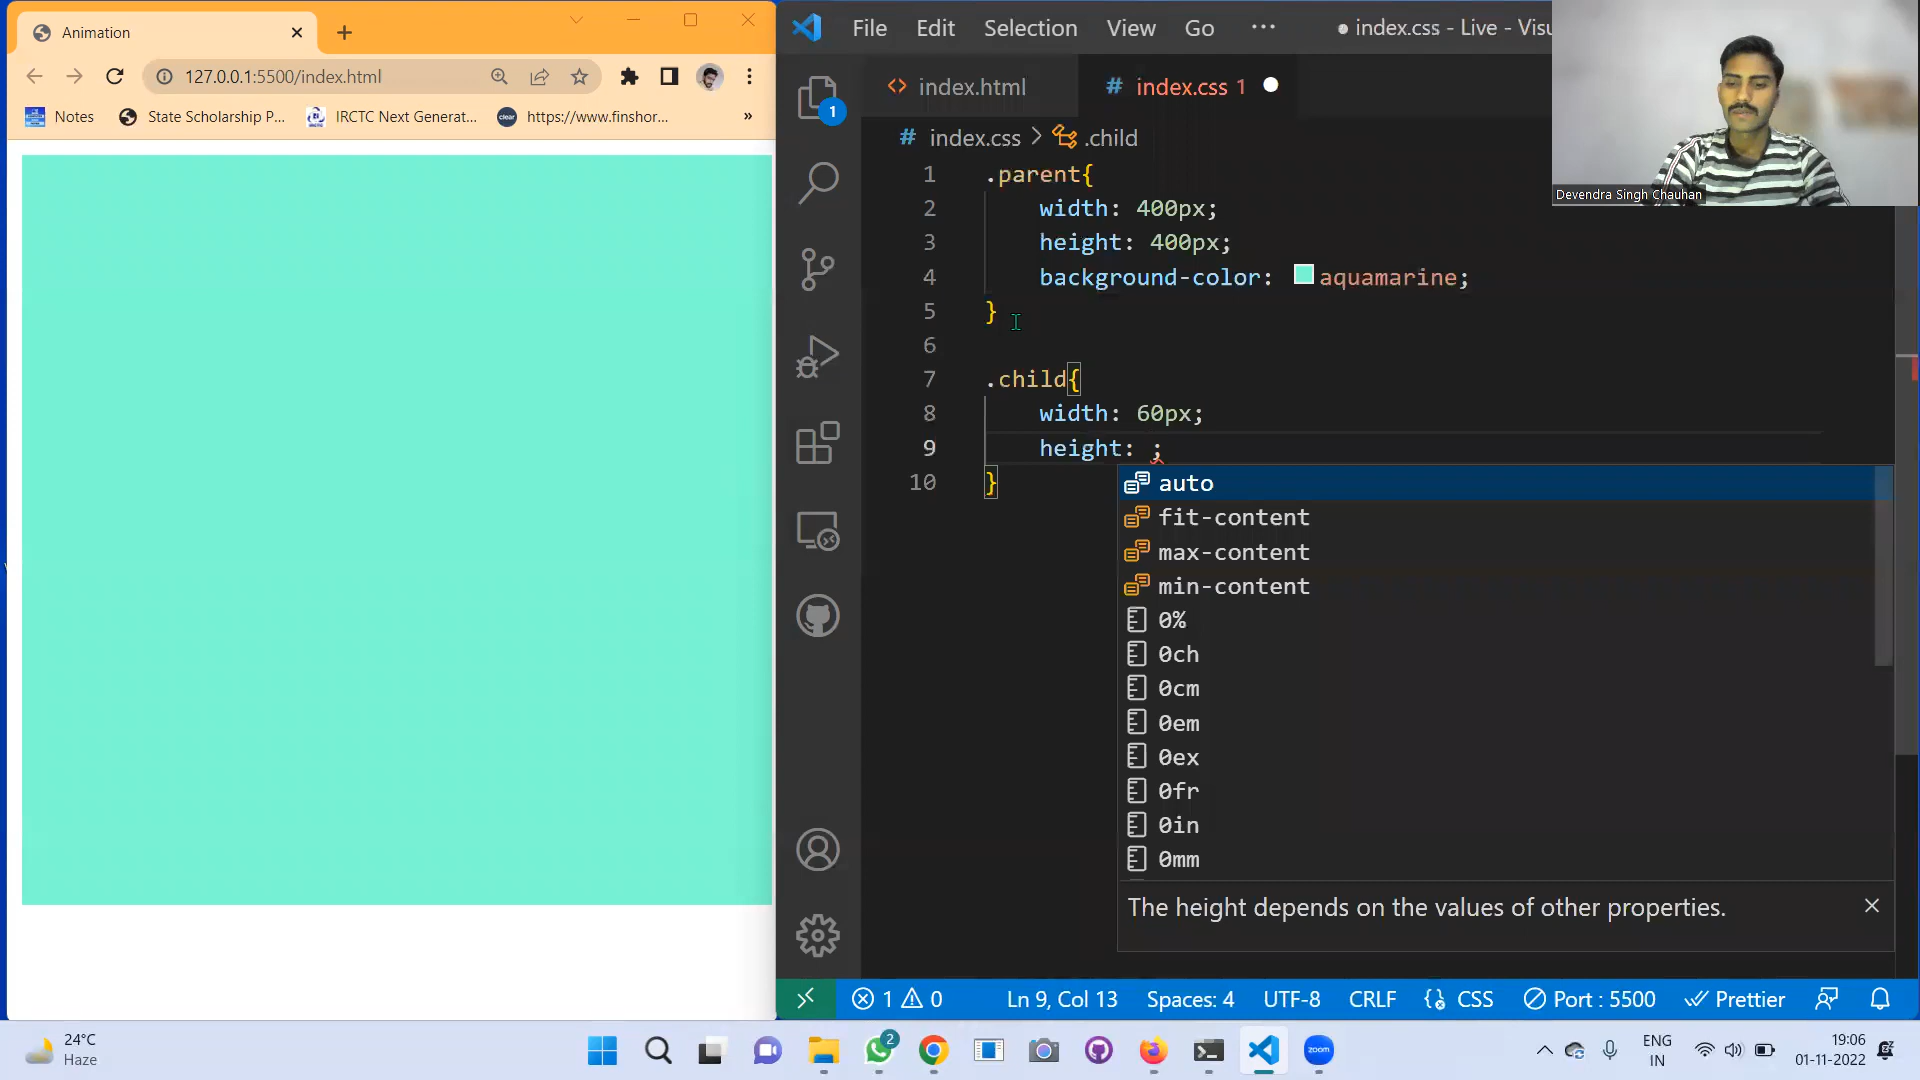 Animation
127.0.0.1:5500/index.html
Notes
State Scholarship P...
IRCTC Next Generat...
clear
https://www.finshor...
»
File Edit Selection View Go ···
● index.css - Live - Visu
Devendra Singh Chauhan
1
<> index.html
# index.css 1
# index.css > .child
1 .parent{
2 width: 400px;
3 height: 400px;
4 background-color: aquamarine;
5 }
6
7 .child{
8 width: 60px;
9 height: ;
10 }
auto
fit-content
max-content
min-content
0%
0ch
0cm
0em
0ex
0fr
0in
0mm
The height depends on the values of other properties.
1 0 Ln 9, Col 13 Spaces: 4 UTF-8 CRLF CSS Port : 5500 Prettier
24°C
Haze
2
zoom
ENG
IN
19:06
01-11-2022